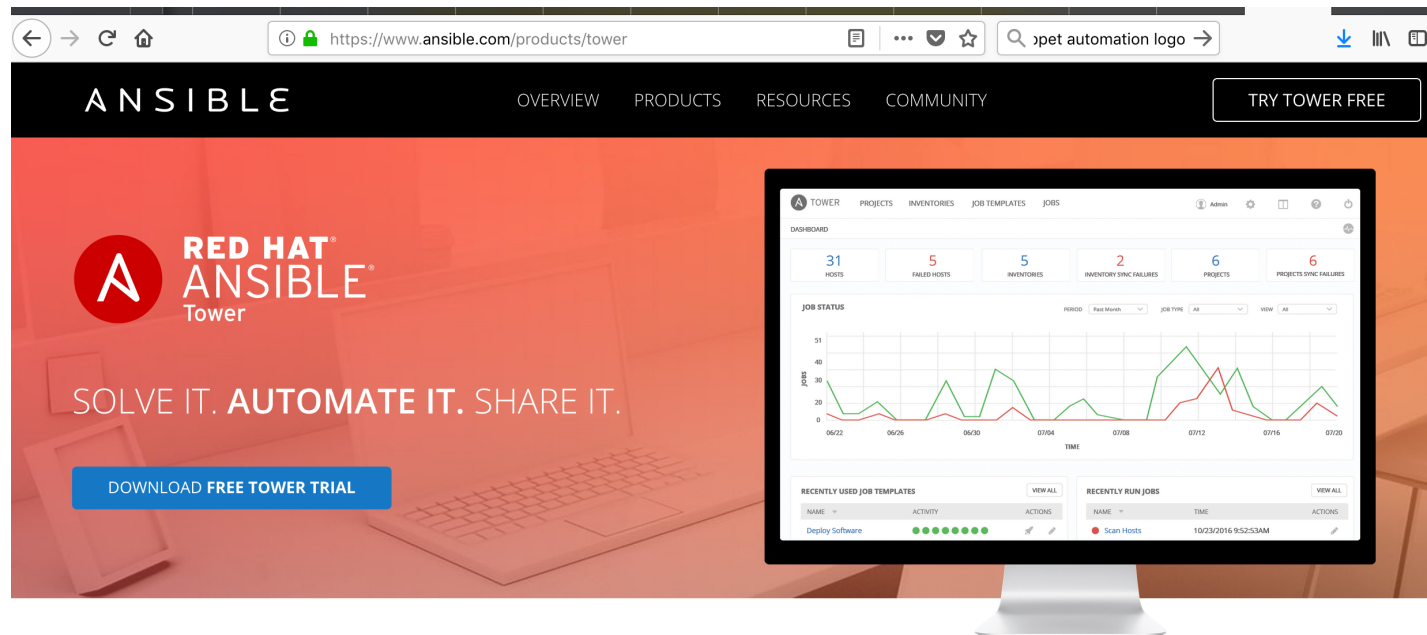 https://www.ansible.com/products/tower
ppet automation logo
ANSIBLE
OVERVIEW PRODUCTS RESOURCES COMMUNITY
TRY TOWER FREE
RED HAT®
ANSIBLE®
Tower
SOLVE IT. AUTOMATE IT. SHARE IT.
DOWNLOAD FREE TOWER TRIAL
A TOWER PROJECTS INVENTORIES JOB TEMPLATES JOBS Admin
DASHBOARD
31 5 5 2 6 6
HOSTS FAILED HOSTS INVENTORIES INVENTORY SYNC FAILURES PROJECTS PROJECTS SYNC FAILURES
JOB STATUS PERIOD Past Month JOB TYPE All VIEW All
51
40
30
20
0
JOBS
06/22 06/26 06/30 07/04 07/08 07/12 07/16 07/20
TIME
RECENTLY USED JOB TEMPLATES VIEW ALL
NAME ACTIVITY ACTIONS
Deploy Software
RECENTLY RUN JOBS VIEW ALL
NAME TIME ACTIONS
Scan Hosts 10/23/2016 9:52:53AM